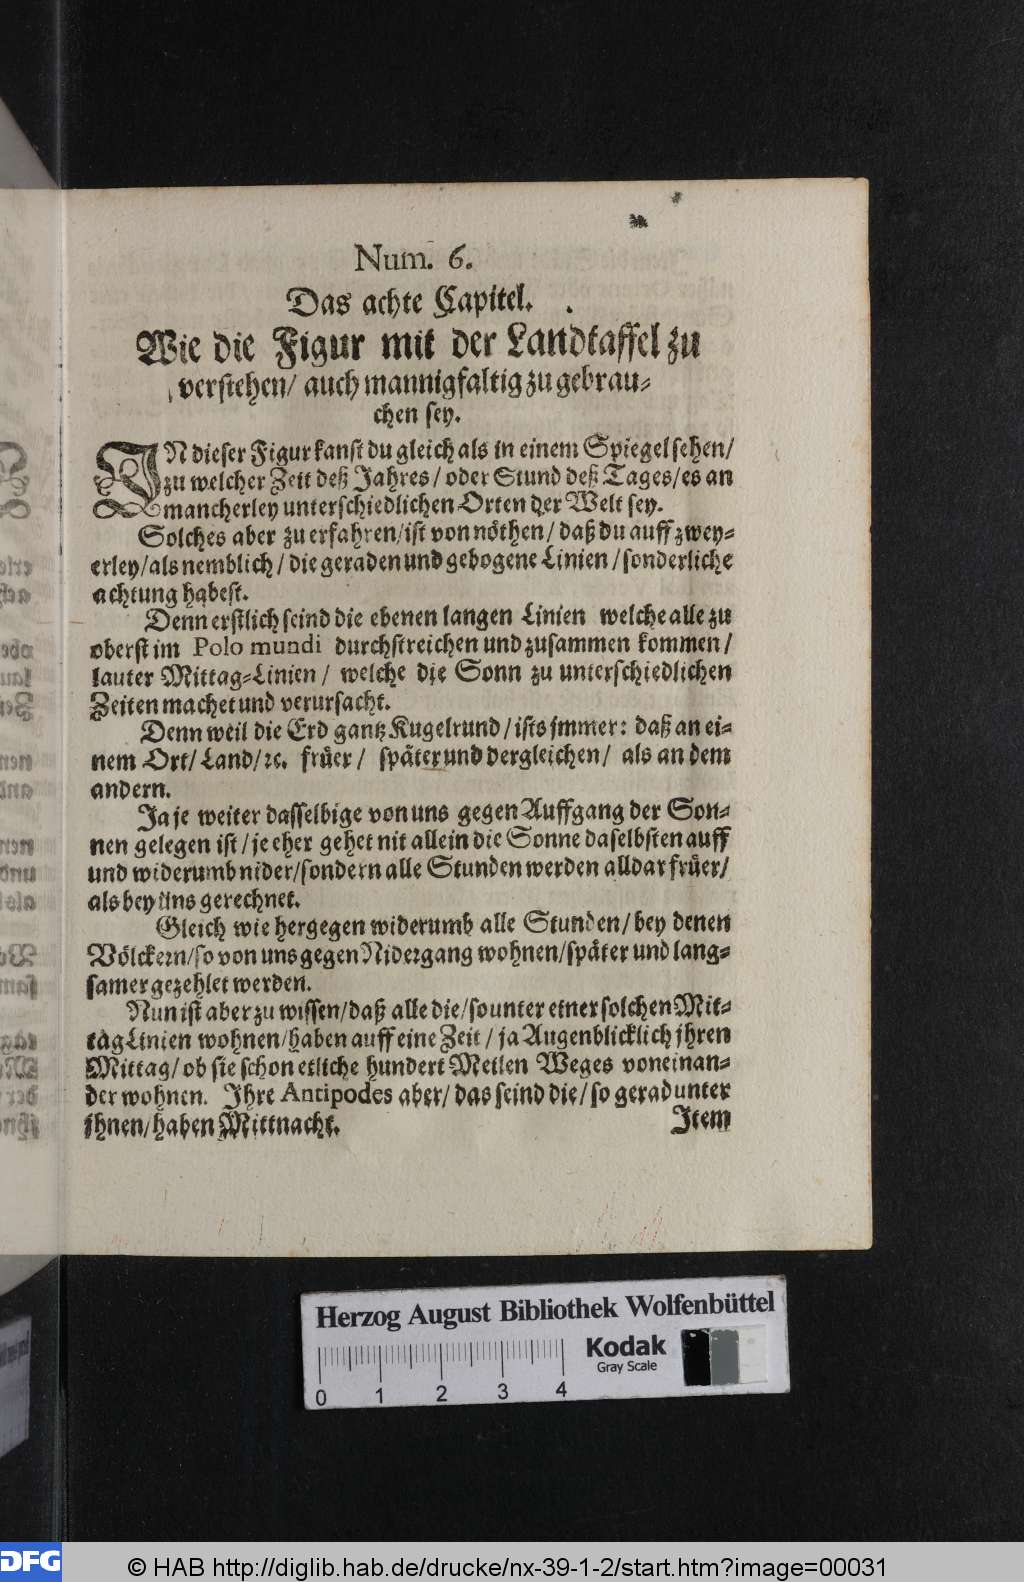 Num. 6.
Das achte Capitel.
Wie die Figur mit der Landtaffel zu
verstehen/ auch mannigfaltig zu gebrau-
chen sey.
IN dieser Figur kanst du gleich als in einem Spiegel sehen/
zu welcher Zeit deß Jahres/ oder Stund deß Tages/ es an
mancherley unterschiedlichen Orten der Welt sey.
Solches aber zu erfahren/ ist von nöthen/ daß du auff zwey-
erley/ als nemblich/ die geraden und gebogene Linien/ sonderliche
achtung habest.
Denn erstlich seind die ebenen langen Linien welche alle zu
oberst im Polo mundi durchstreichen und zusammen kommen/
lauter Mittag-Linien/ welche die Sonn zu unterschiedlichen
Zeiten machet und verursacht.
Denn weil die Erd gantz Kugelrund/ ists jmmer: daß an ei-
nem Ort/ Land/ ꝛc. früer/ später und dergleichen/ als an dem
andern.
Ja je weiter dasselbige von uns gegen Auffgang der Son-
nen gelegen ist/ je eher gehet nit allein die Sonne daselbsten auff
und widerumb nider/ sondern alle Stunden werden alldar früer/
als bey uns gerechnet.
Gleich wie hergegen widerumb alle Stunden/ bey denen
Völckern/ so von uns gegen Nidergang wohnen/ später und lang-
samer gezehlet werden.
Nun ist aber zu wissen/ daß alle die/ so unter einer solchen Mit-
tag Linien wohnen/ haben auff eine Zeit/ ja Augenblicklich jhren
Mittag/ ob sie schon etliche hundert Meilen Weges voneinan-
der wohnen. Ihre Antipodes aber/ das seind die/ so gerad unter
jhnen/ haben Mittnacht.
Item
Herzog August Bibliothek Wolfenbüttel
Kodak
Gray Scale
0 1 2 3 4
DFG
© HAB http://diglib.hab.de/drucke/nx-39-1-2/start.htm?image=00031